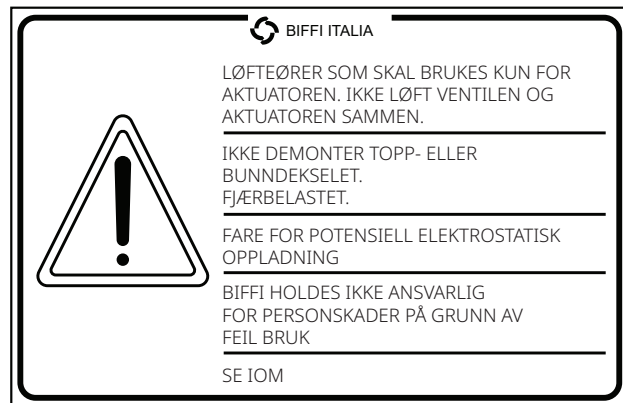 BIFFI ITALIA
LØFTEØRER SOM SKAL BRUKES KUN FOR
AKTUATOREN. IKKE LØFT VENTILEN OG
AKTUATOREN SAMMEN.
IKKE DEMONTER TOPP- ELLER
BUNNDEKSELET.
FJÆRBELASTET.
FARE FOR POTENSIELL ELEKTROSTATISK
OPPLADNING
BIFFI HOLDES IKKE ANSVARLIG
FOR PERSONSKADER PÅ GRUNN AV
FEIL BRUK
SE IOM